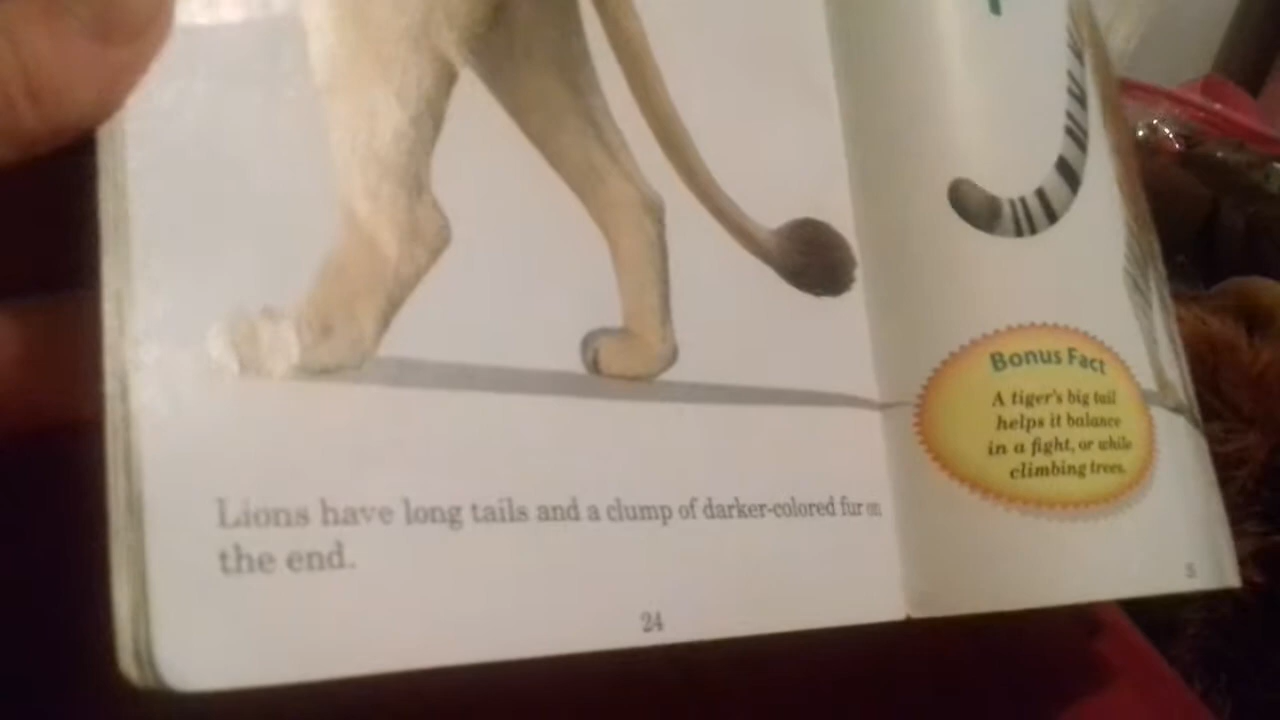 Lions have long tails and a clump of darker-colored fur on
the end.
24
Bonus Fact
A tiger's big tail
helps it balance
in a fight, or while
climbing trees.